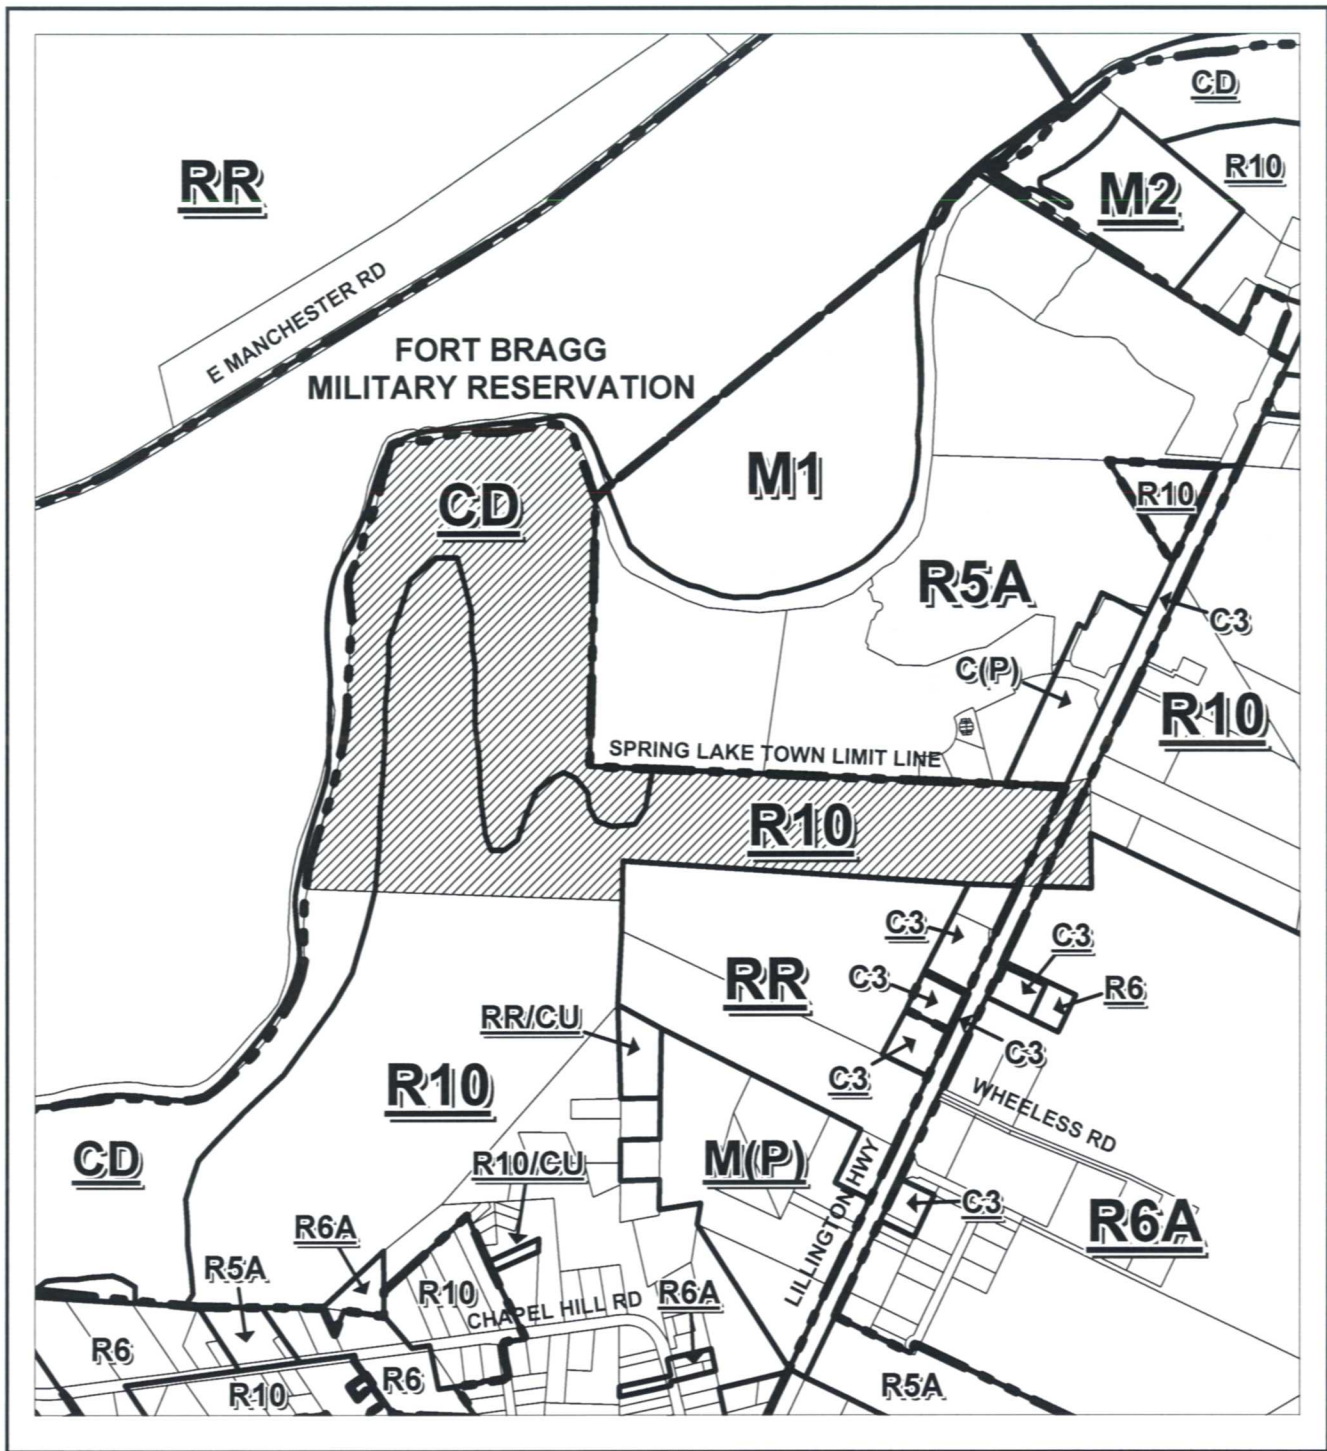 CD
RR
R10
M2
E MANCHESTER RD
FORT BRAGG
MILITARY RESERVATION
M1
CD
R10
R5A
C3
C(P)
R10
SPRING LAKE TOWN LIMIT LINE
R10
C3
C3
RR
C3
R6
RR/CU
C3
C3
R10
WHEELESS RD
CD
R10/CU
M(P)
LILLINGTON HWY
C3
R6A
R6A
R5A
R10
R6A
CHAPEL HILL RD
R6
R6
R10
R5A